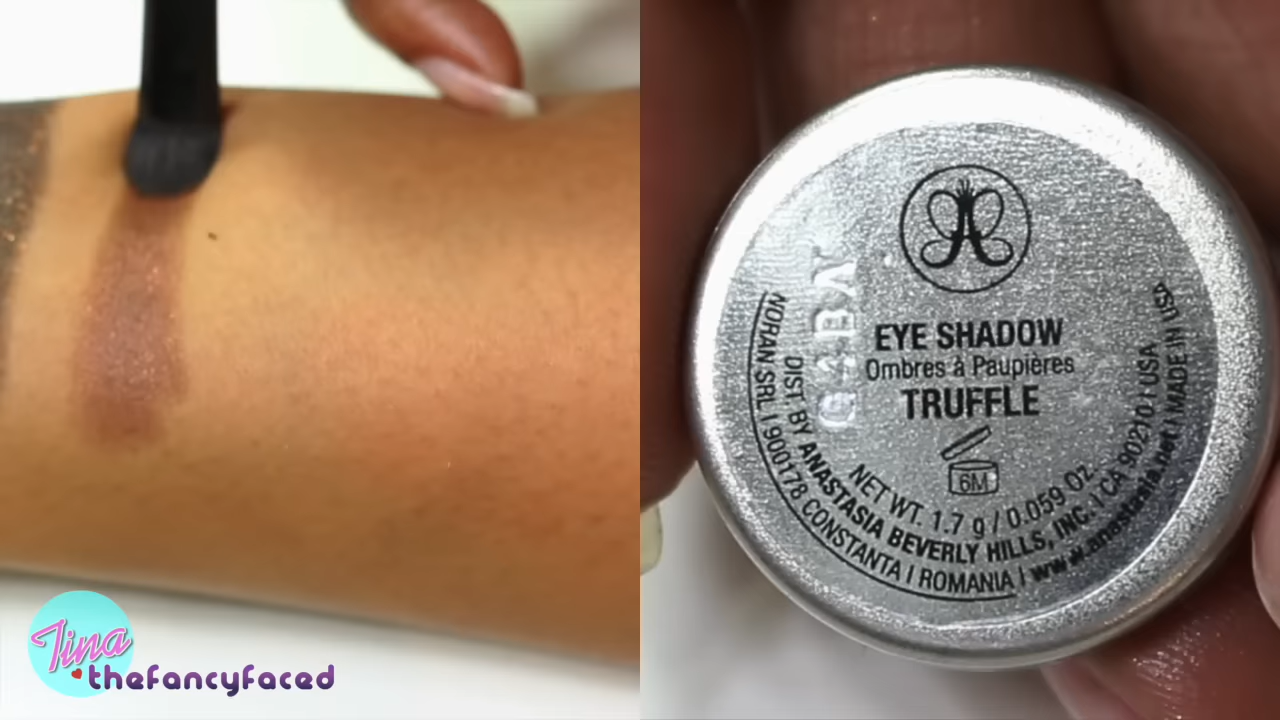 Tina
thefancyfaced
EYE SHADOW
Ombres à Paupières
TRUFFLE
6M
NET WT. 1.7 g / 0.059 Oz.
DIST. BY ANASTASIA BEVERLY HILLS, INC. | CA 90210 | USA
NORAN SRL | 900178 CONSTANTA | ROMANIA | www.anastasia.net | MADE IN USA